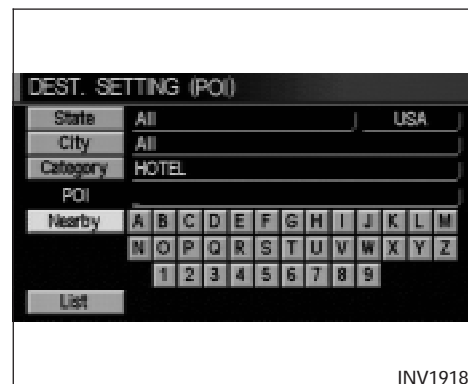 DEST. SETTING (POI)
State All USA
City All
Category HOTEL
POI _
Nearby A B C D E F G H I J K L M
N O P Q R S T U V W X Y Z
1 2 3 4 5 6 7 8 9
List
INV1918